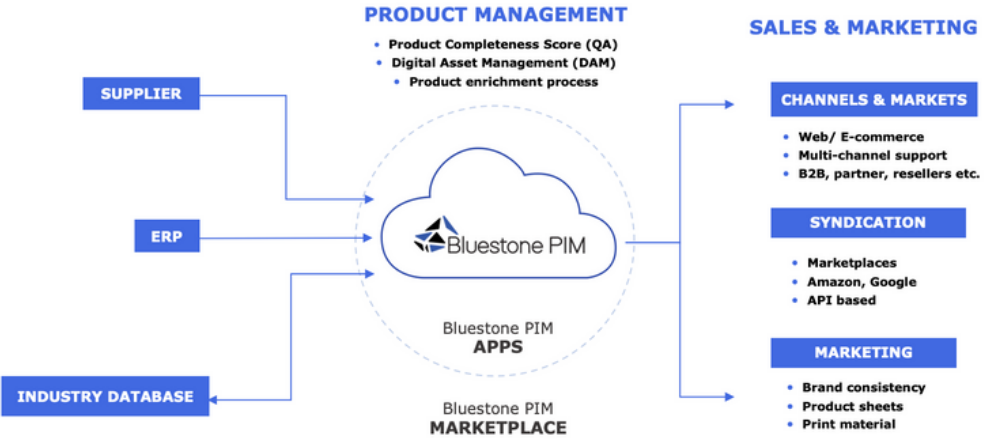 PRODUCT MANAGEMENT
• Product Completeness Score (QA)
• Digital Asset Management (DAM)
• Product enrichment process
SUPPLIER
ERP
INDUSTRY DATABASE
Bluestone PIM
Bluestone PIM
APPS
Bluestone PIM
MARKETPLACE
SALES & MARKETING
CHANNELS & MARKETS
• Web/ E-commerce
• Multi-channel support
• B2B, partner, resellers etc.
SYNDICATION
• Marketplaces
• Amazon, Google
• API based
MARKETING
• Brand consistency
• Product sheets
• Print material